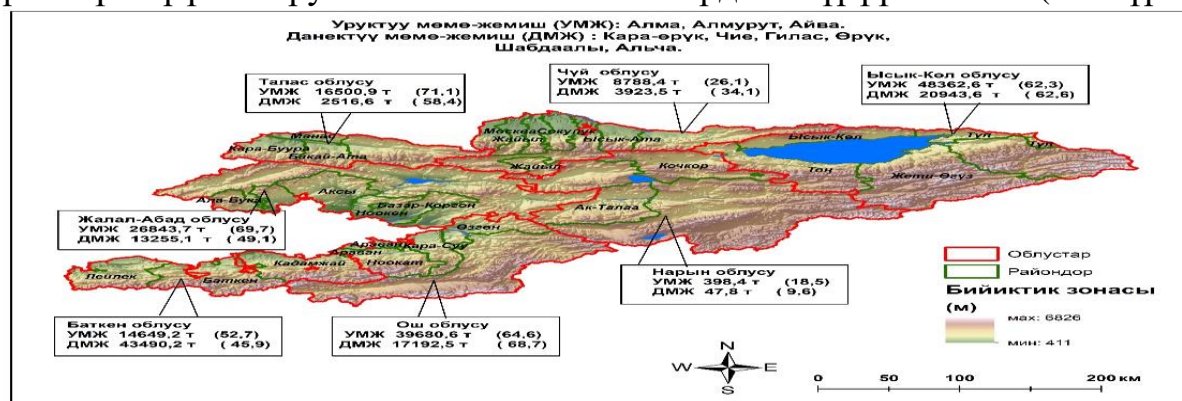 Уруктуу мөмө-жемиш (УМЖ): Алма, Алмурут, Айва.
Данектүү мөмө-жемиш (ДМЖ) : Кара-өрүк, Чие, Гилас, Өрүк,
Шабдаалы, Альча.
Талас облусу
УМЖ 16500,9 т (71,1)
ДМЖ 2516,6 т ( 58,4)
Чүй облусу
УМЖ 8788,4 т (26,1)
ДМЖ 3923,5 т ( 34,1)
Ысык-Көл облусу
УМЖ 48362,6 т (62,3)
ДМЖ 20943,6 т ( 62,6)
Манас
Кара-Буура
Бакай-Ата
Москва
Сокулук
Жайыл
Ысык-Ата
Жайыл
Кочкор
Ысык-Көл
Түп
Түп
Тоң
Жети-Өгүз
Ала-Бука
Аксы
Базар-Коргон
Ноокен
Ак-Талаа
Өзгөн
Араван
Кара-Суу
Араван
Ноокат
Кадамжай
Баткен
Лейлек
Жалал-Абад облусу
УМЖ 26843,7 т (69,7)
ДМЖ 13255,1 т ( 49,1)
Нарын облусу
УМЖ 398,4 т (18,5)
ДМЖ 47,8 т ( 9,6)
Баткен облусу
УМЖ 14649,2 т (52,7)
ДМЖ 43490,2 т ( 45,9)
Ош облусу
УМЖ 39680,6 т (64,6)
ДМЖ 17192,5 т ( 68,7)
Облустар
Райондор
Бийиктик зонасы
(м)
мах: 6826
мин: 411
N
W E
S
0 50 100 200 км